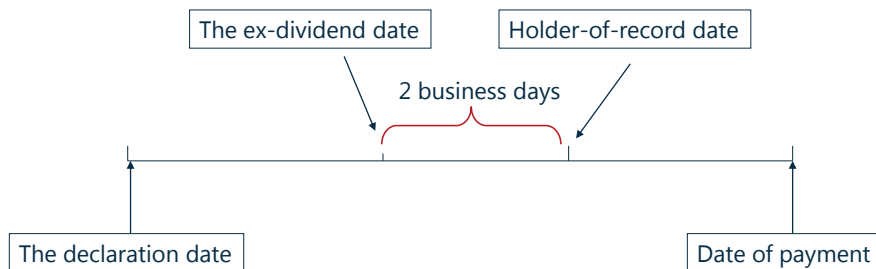 The ex-dividend date
Holder-of-record date
2 business days
The declaration date
Date of payment